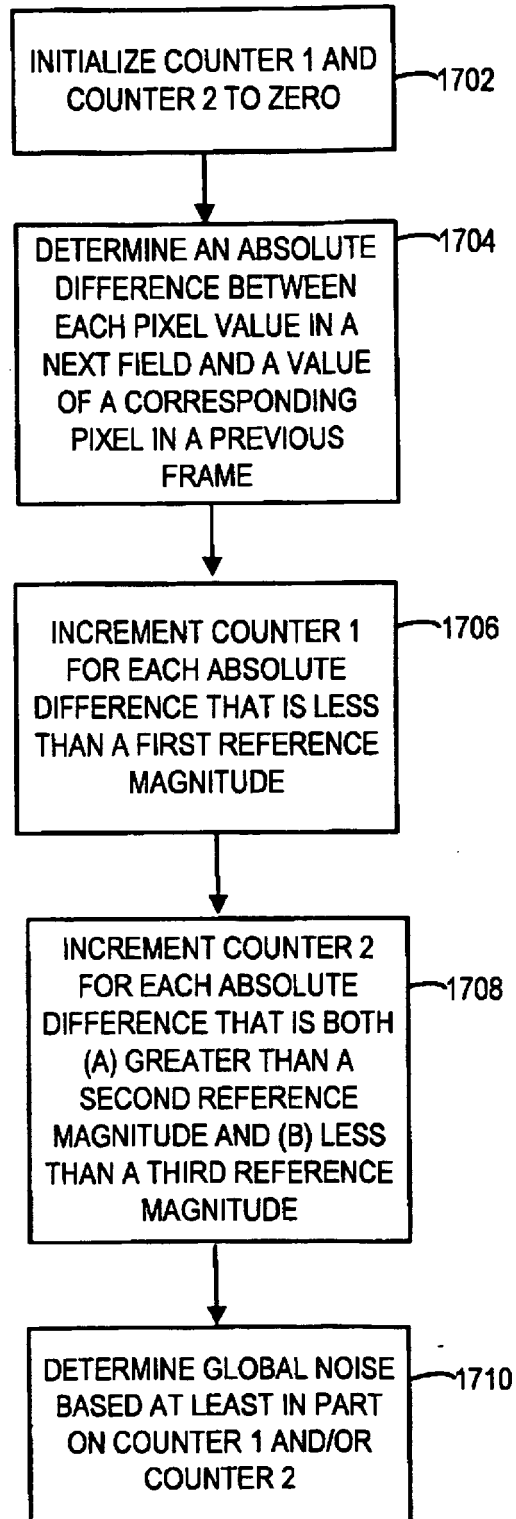 INITIALIZE COUNTER 1 AND
COUNTER 2 TO ZERO
1702
DETERMINE AN ABSOLUTE
DIFFERENCE BETWEEN
EACH PIXEL VALUE IN A
NEXT FIELD AND A VALUE
OF A CORRESPONDING
PIXEL IN A PREVIOUS
FRAME
1704
INCREMENT COUNTER 1
FOR EACH ABSOLUTE
DIFFERENCE THAT IS LESS
THAN A FIRST REFERENCE
MAGNITUDE
1706
INCREMENT COUNTER 2
FOR EACH ABSOLUTE
DIFFERENCE THAT IS BOTH
(A) GREATER THAN A
SECOND REFERENCE
MAGNITUDE AND (B) LESS
THAN A THIRD REFERENCE
MAGNITUDE
1708
DETERMINE GLOBAL NOISE
BASED AT LEAST IN PART
ON COUNTER 1 AND/OR
COUNTER 2
1710